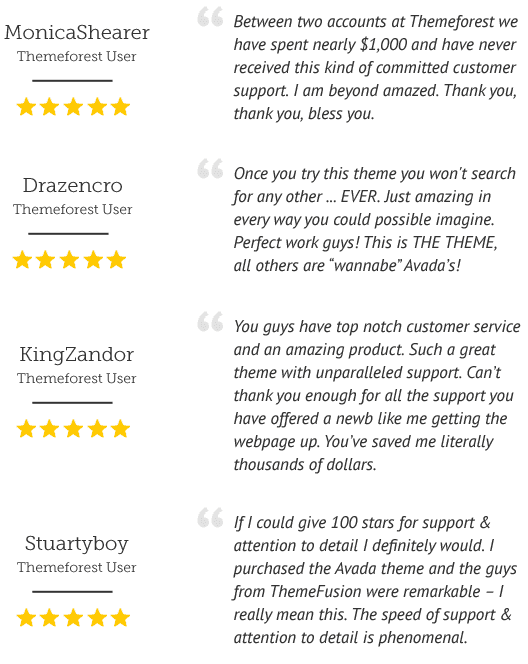 MonicaShearer
Themeforest User
“ Between two accounts at Themeforest we
have spent nearly $1,000 and have never
received this kind of committed customer
support. I am beyond amazed. Thank you,
thank you, bless you.
Drazencro
Themeforest User
“ Once you try this theme you won't search
for any other ... EVER. Just amazing in
every way you could possible imagine.
Perfect work guys! This is THE THEME,
all others are “wannabe” Avada’s!
KingZandor
Themeforest User
“ You guys have top notch customer service
and an amazing product. Such a great
theme with unparalleled support. Can’t
thank you enough for all the support you
have offered a newb like me getting the
webpage up. You’ve saved me literally
thousands of dollars.
Stuartyboy
Themeforest User
“ If I could give 100 stars for support &
attention to detail I definitely would. I
purchased the Avada theme and the guys
from ThemeFusion were remarkable – I
really mean this. The speed of support &
attention to detail is phenomenal.